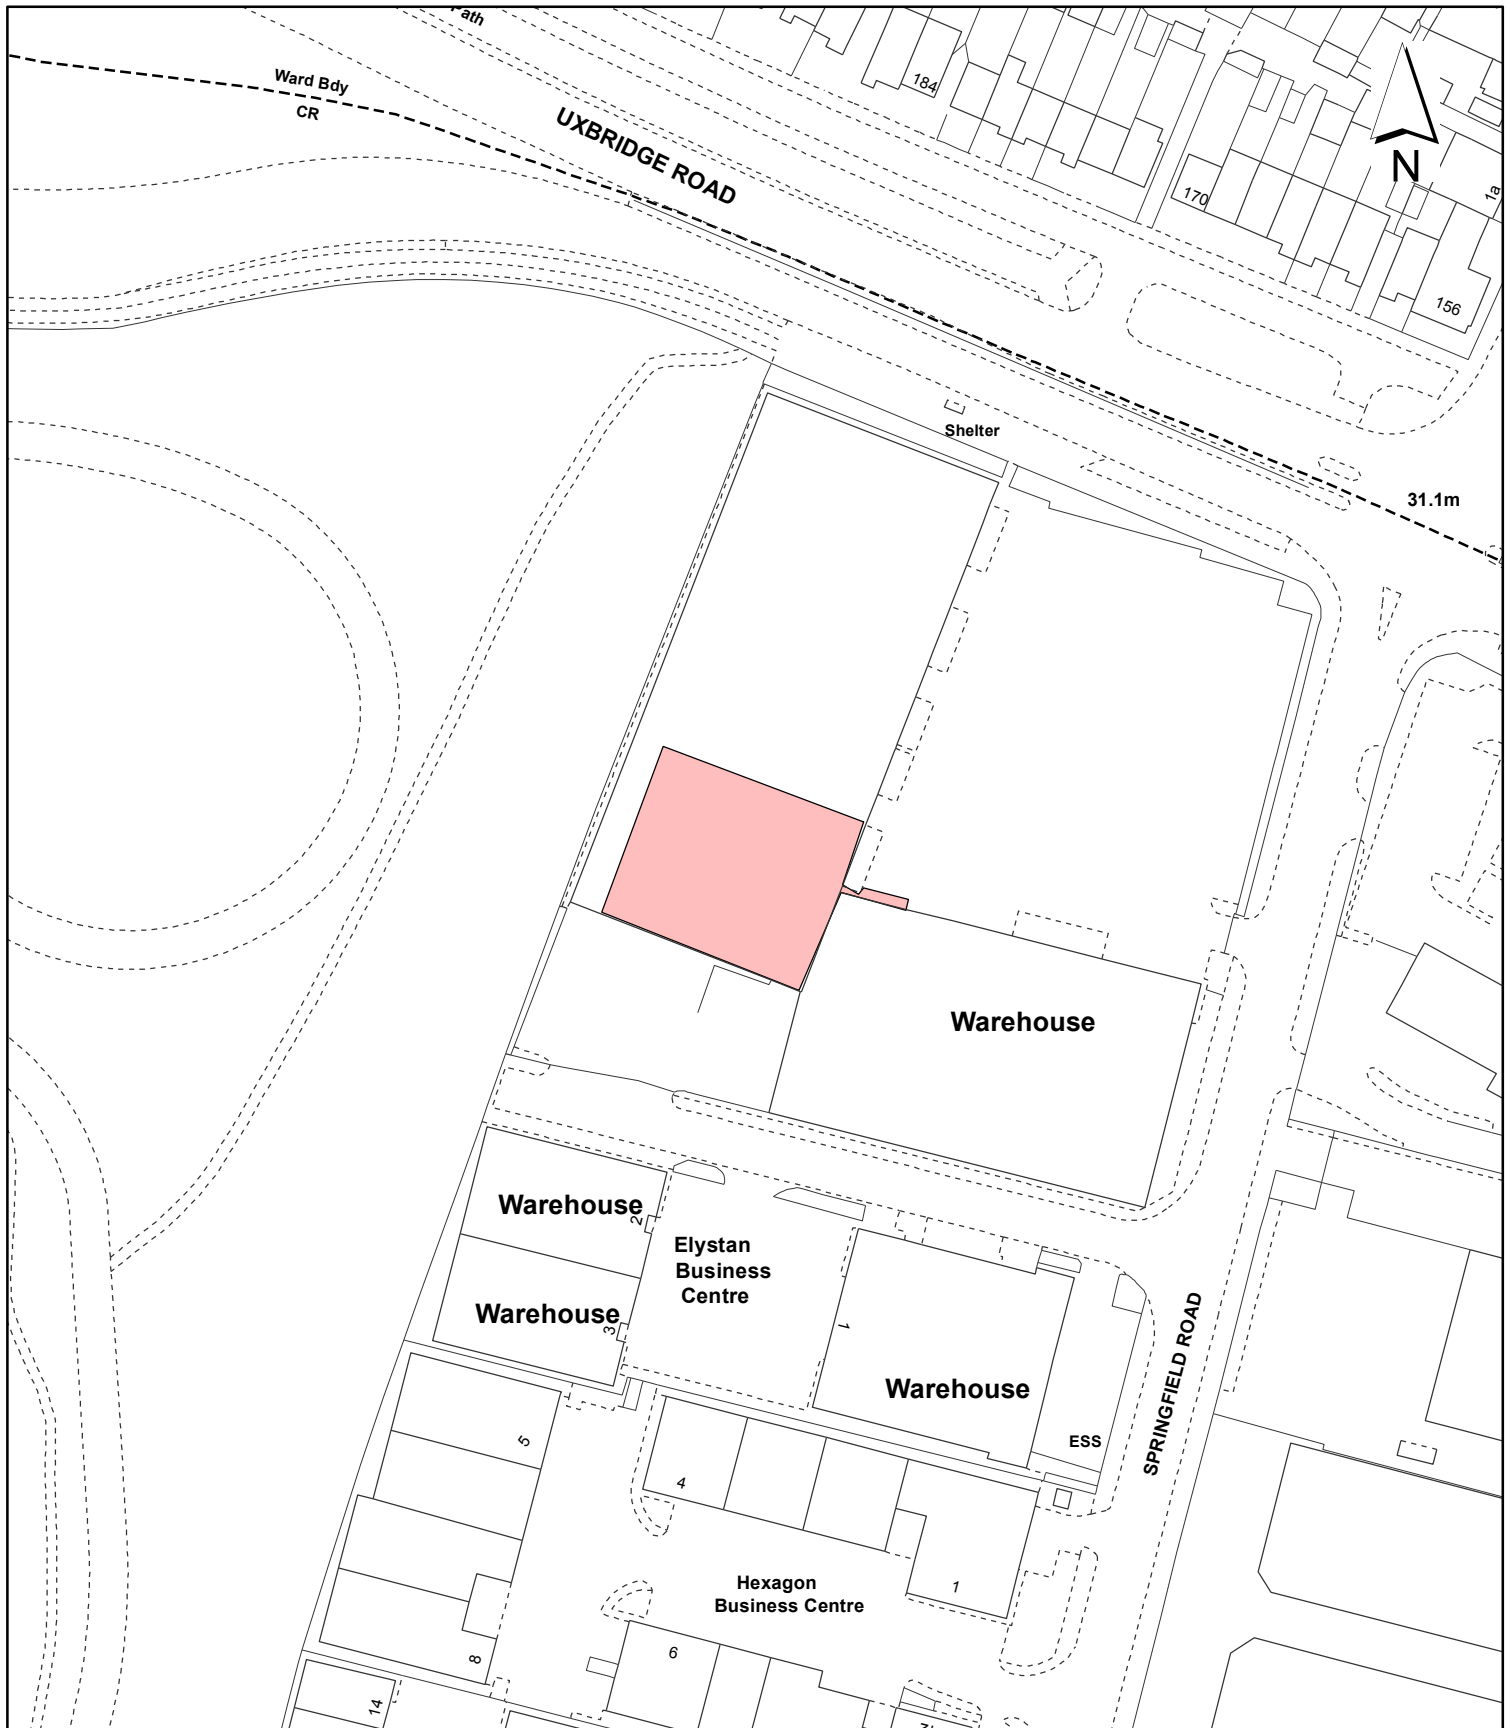 Path
184
Ward Bdy
CR
UXBRIDGE ROAD
N
170
1a
156
Shelter
31.1m
Warehouse
Warehouse
2
Elystan
Business
Centre
Warehouse
3
1
Warehouse
SPRINGFIELD ROAD
ESS
5
4
Hexagon
Business Centre
1
6
8
14